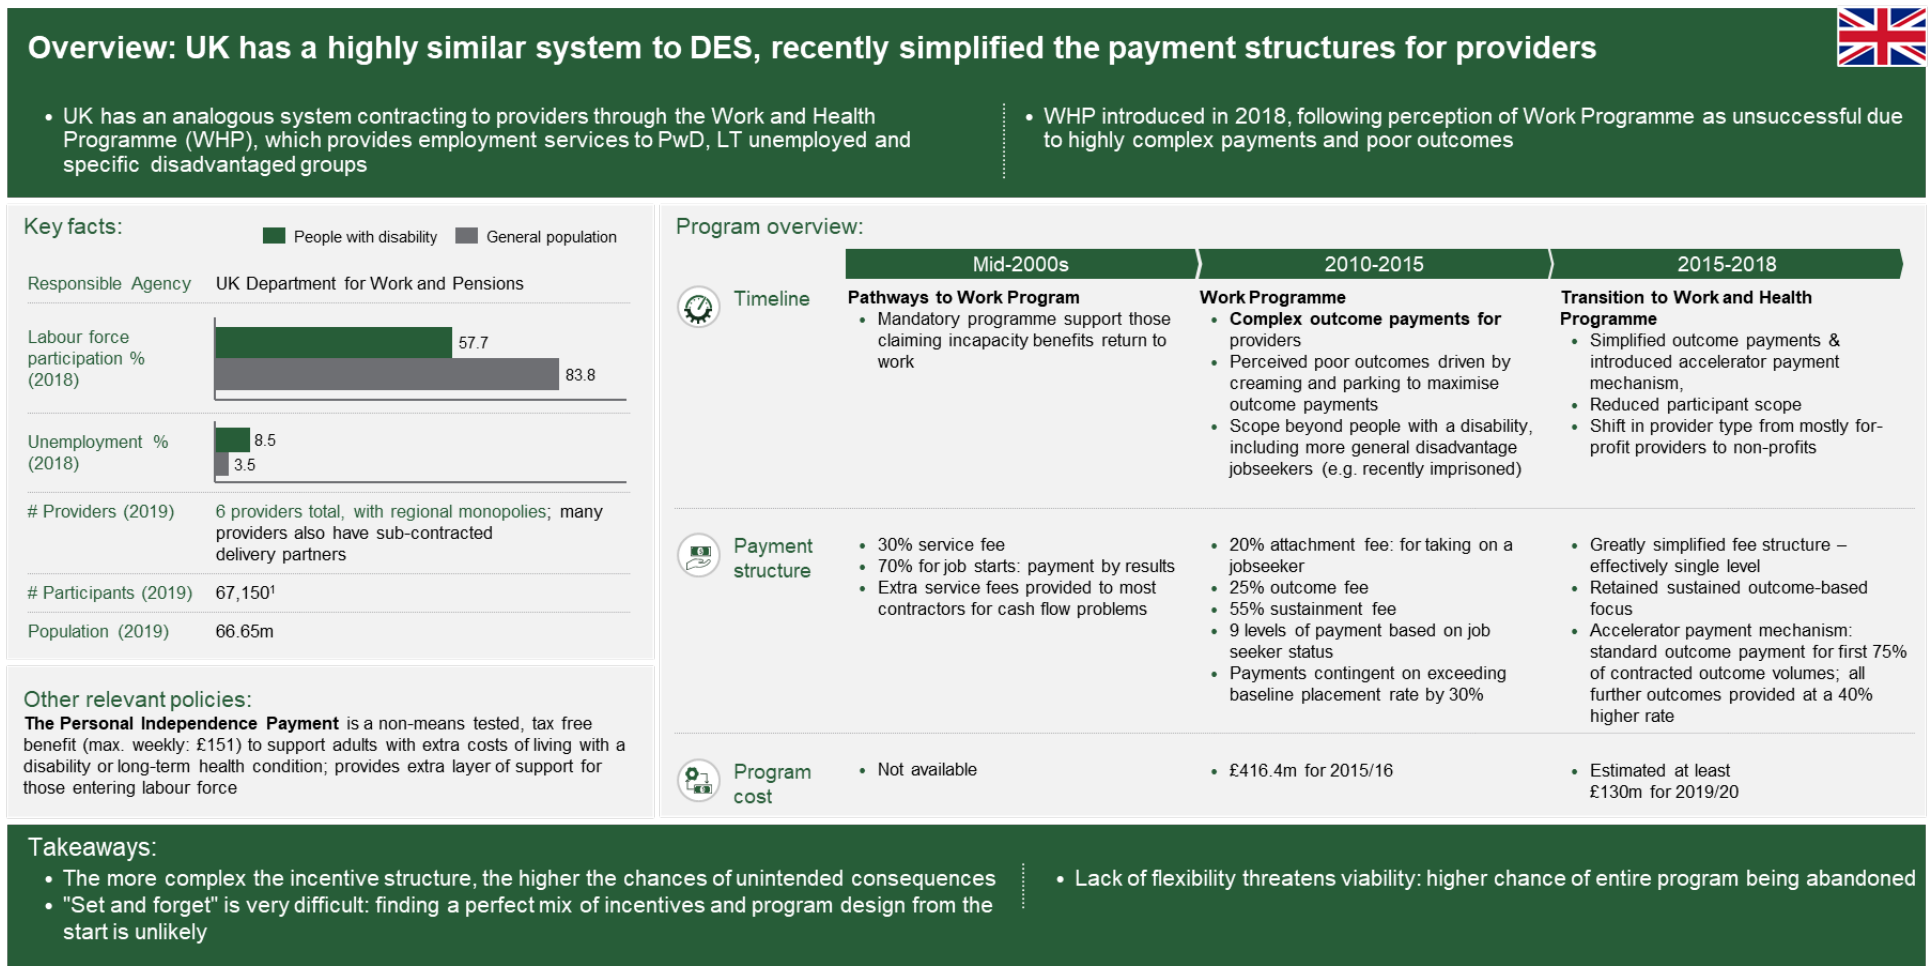 Overview: UK has a highly similar system to DES, recently simplified the payment structures for providers
• UK has an analogous system contracting to providers through the Work and Health
Programme (WHP), which provides employment services to PwD, LT unemployed and
specific disadvantaged groups
• WHP introduced in 2018, following perception of Work Programme as unsuccessful due
to highly complex payments and poor outcomes
Key facts:
People with disability
General population
Responsible Agency
UK Department for Work and Pensions
Labour force
participation %
(2018)
57.7
83.8
Unemployment %
(2018)
8.5
3.5
# Providers (2019)
6 providers total, with regional monopolies; many
providers also have sub-contracted
delivery partners
# Participants (2019)
67,150¹
Population (2019)
66.65m
Other relevant policies:
The Personal Independence Payment is a non-means tested, tax free
benefit (max. weekly: £151) to support adults with extra costs of living with a
disability or long-term health condition; provides extra layer of support for
those entering labour force
Program overview:
Mid-2000s
2010-2015
2015-2018
Timeline
Pathways to Work Program
• Mandatory programme support those
claiming incapacity benefits return to
work
Work Programme
• Complex outcome payments for
providers
• Perceived poor outcomes driven by
creaming and parking to maximise
outcome payments
• Scope beyond people with a disability,
including more general disadvantage
jobseekers (e.g. recently imprisoned)
Transition to Work and Health
Programme
• Simplified outcome payments &
introduced accelerator payment
mechanism,
• Reduced participant scope
• Shift in provider type from mostly for-
profit providers to non-profits
Payment
structure
• 30% service fee
• 70% for job starts: payment by results
• Extra service fees provided to most
contractors for cash flow problems
• 20% attachment fee: for taking on a
jobseeker
• 25% outcome fee
• 55% sustainment fee
• 9 levels of payment based on job
seeker status
• Payments contingent on exceeding
baseline placement rate by 30%
• Greatly simplified fee structure –
effectively single level
• Retained sustained outcome-based
focus
• Accelerator payment mechanism:
standard outcome payment for first 75%
of contracted outcome volumes; all
further outcomes provided at a 40%
higher rate
Program
cost
• Not available
• £416.4m for 2015/16
• Estimated at least
£130m for 2019/20
Takeaways:
• The more complex the incentive structure, the higher the chances of unintended consequences
• "Set and forget" is very difficult: finding a perfect mix of incentives and program design from the
start is unlikely
• Lack of flexibility threatens viability: higher chance of entire program being abandoned